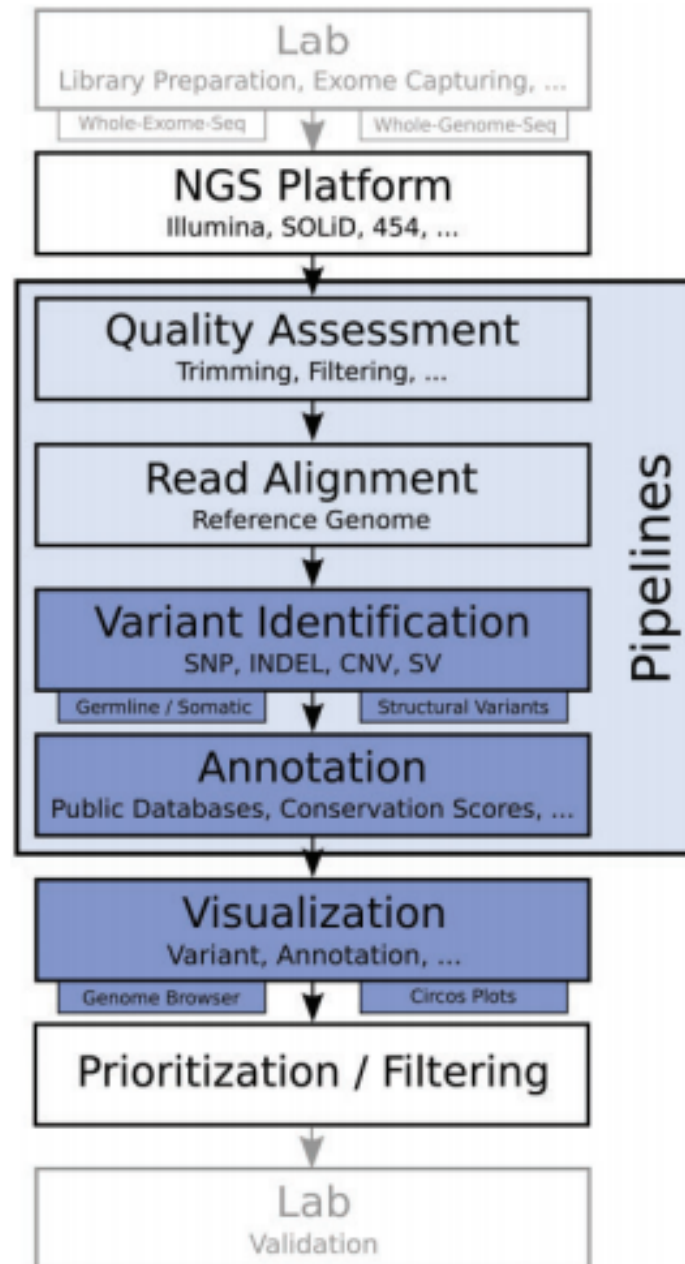 Lab
Library Preparation, Exome Capturing, ...
Whole-Exome-Seq
Whole-Genome-Seq
NGS Platform
Illumina, SOLiD, 454, ...
Quality Assessment
Trimming, Filtering, ...
Read Alignment
Reference Genome
Pipelines
Variant Identification
SNP, INDEL, CNV, SV
Germline / Somatic
Structural Variants
Annotation
Public Databases, Conservation Scores, ...
Visualization
Variant, Annotation, ...
Genome Browser
Circos Plots
Prioritization / Filtering
Lab
Validation